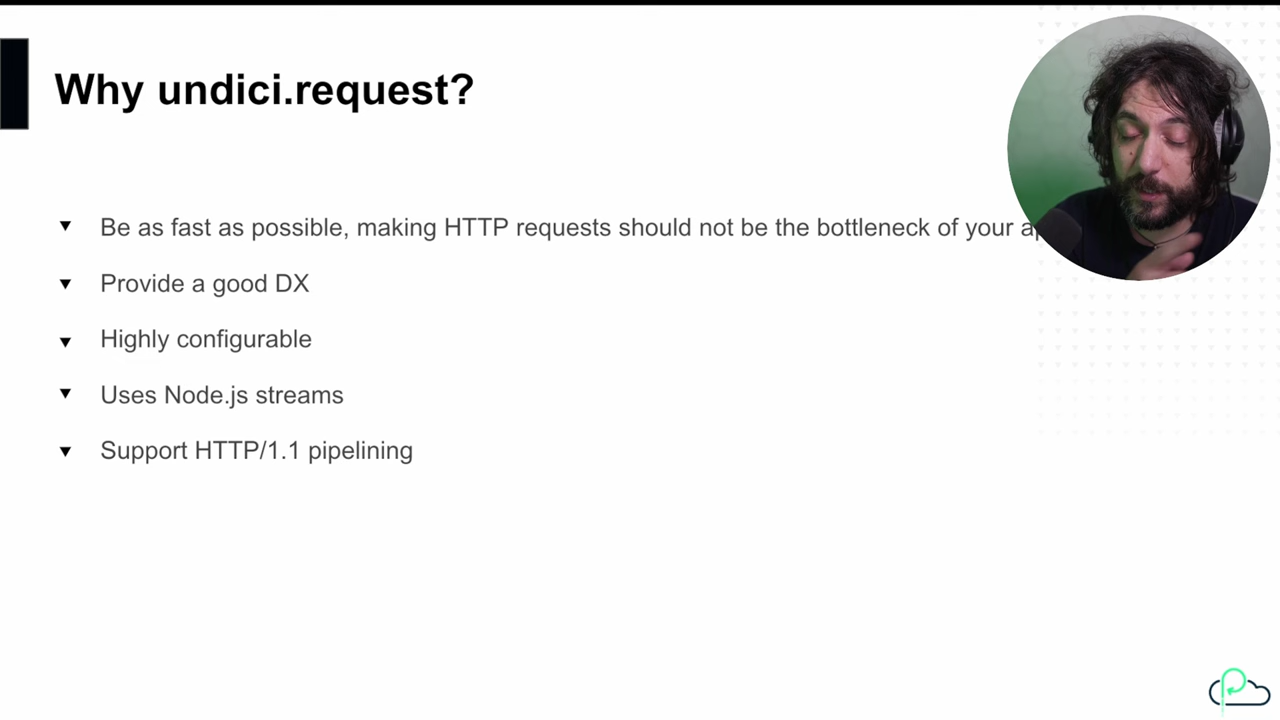 Why undici.request?
Be as fast as possible, making HTTP requests should not be the bottleneck of your
Provide a good DX
Highly configurable
Uses Node.js streams
Support HTTP/1.1 pipelining